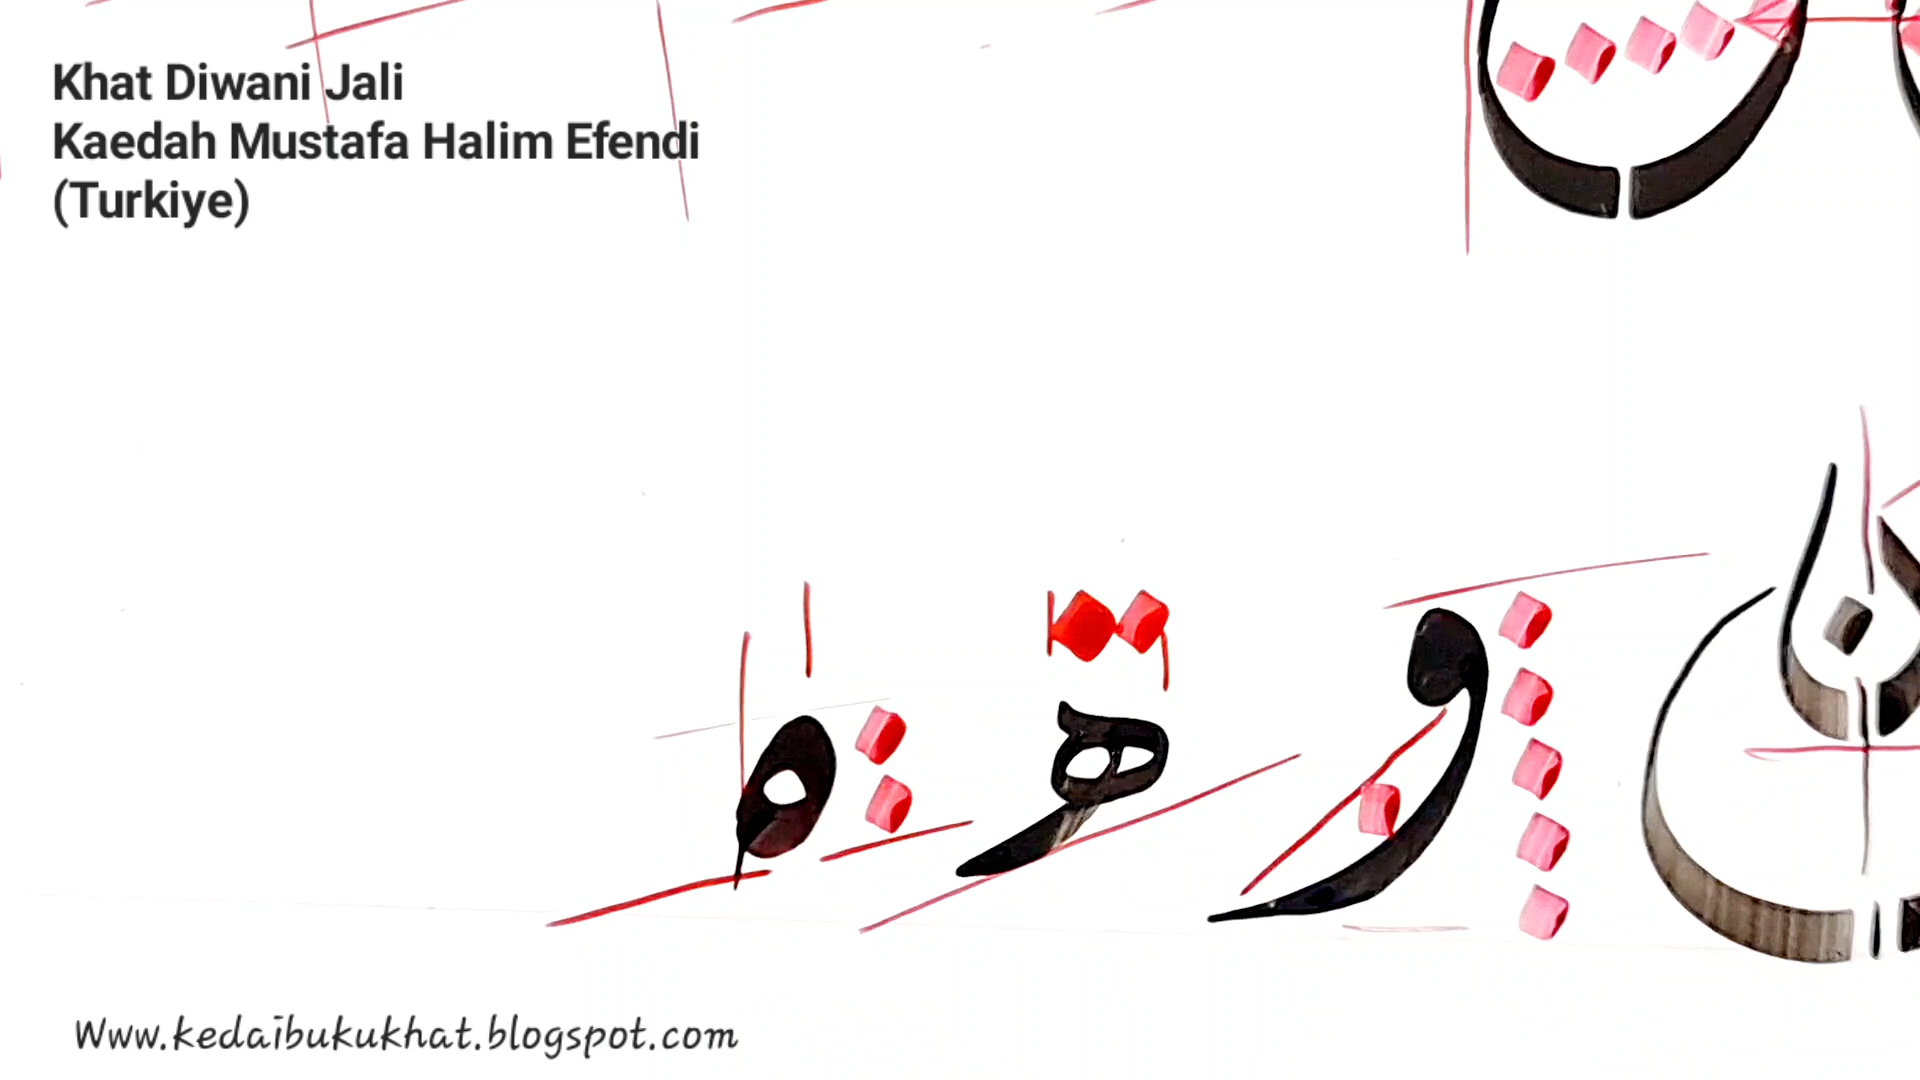 Khat Diwani Jali
Kaedah Mustafa Halim Efendi
(Turkiye)
و ه ه
Www.kedaibukukhat.blogspot.com